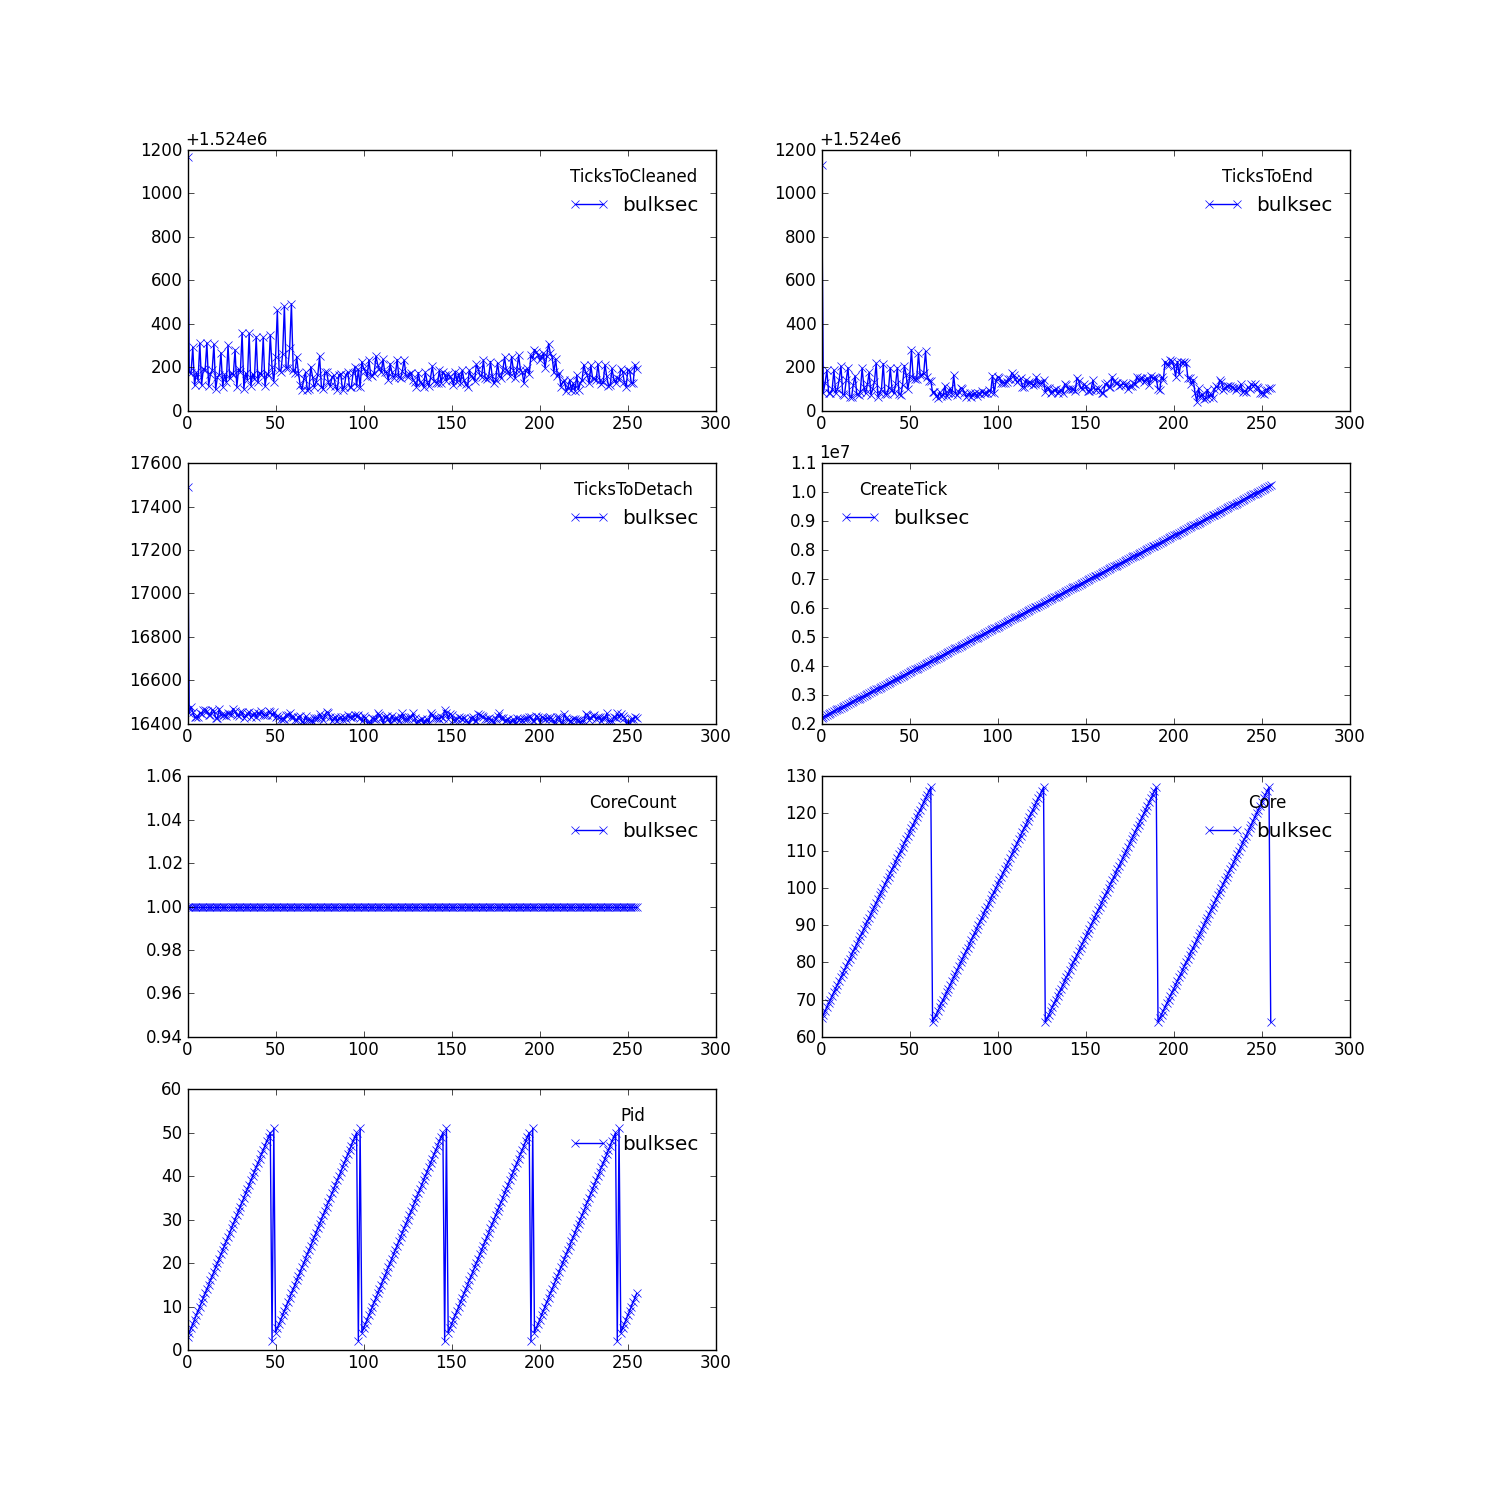 +1.524e6
1200
1000
800
600
400
200
0
0 50 100 150 200 250 300
TicksToCleaned
bulksec
+1.524e6
1200
1000
800
600
400
200
0
0 50 100 150 200 250 300
TicksToEnd
bulksec
17600
17400
17200
17000
16800
16600
16400
0 50 100 150 200 250 300
TicksToDetach
bulksec
1e7
1.1
1.0
0.9
0.8
0.7
0.6
0.5
0.4
0.3
0.2
0 50 100 150 200 250 300
CreateTick
bulksec
1.06
1.04
1.02
1.00
0.98
0.96
0.94
0 50 100 150 200 250 300
CoreCount
bulksec
130
120
110
100
90
80
70
60
0 50 100 150 200 250 300
Core
bulksec
60
50
40
30
20
10
0
0 50 100 150 200 250 300
Pid
bulksec